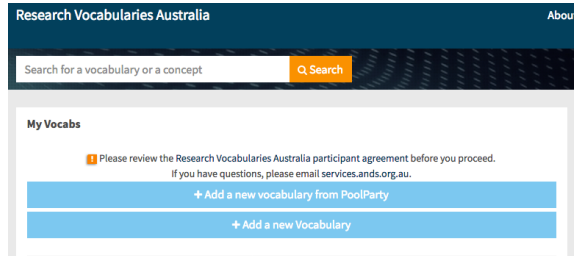 Research Vocabularies Australia
About
Search for a vocabulary or a concept
Search
My Vocabs
Please review the Research Vocabularies Australia participant agreement before you proceed.
If you have questions, please email services.ands.org.au.
+ Add a new vocabulary from PoolParty
+ Add a new Vocabulary